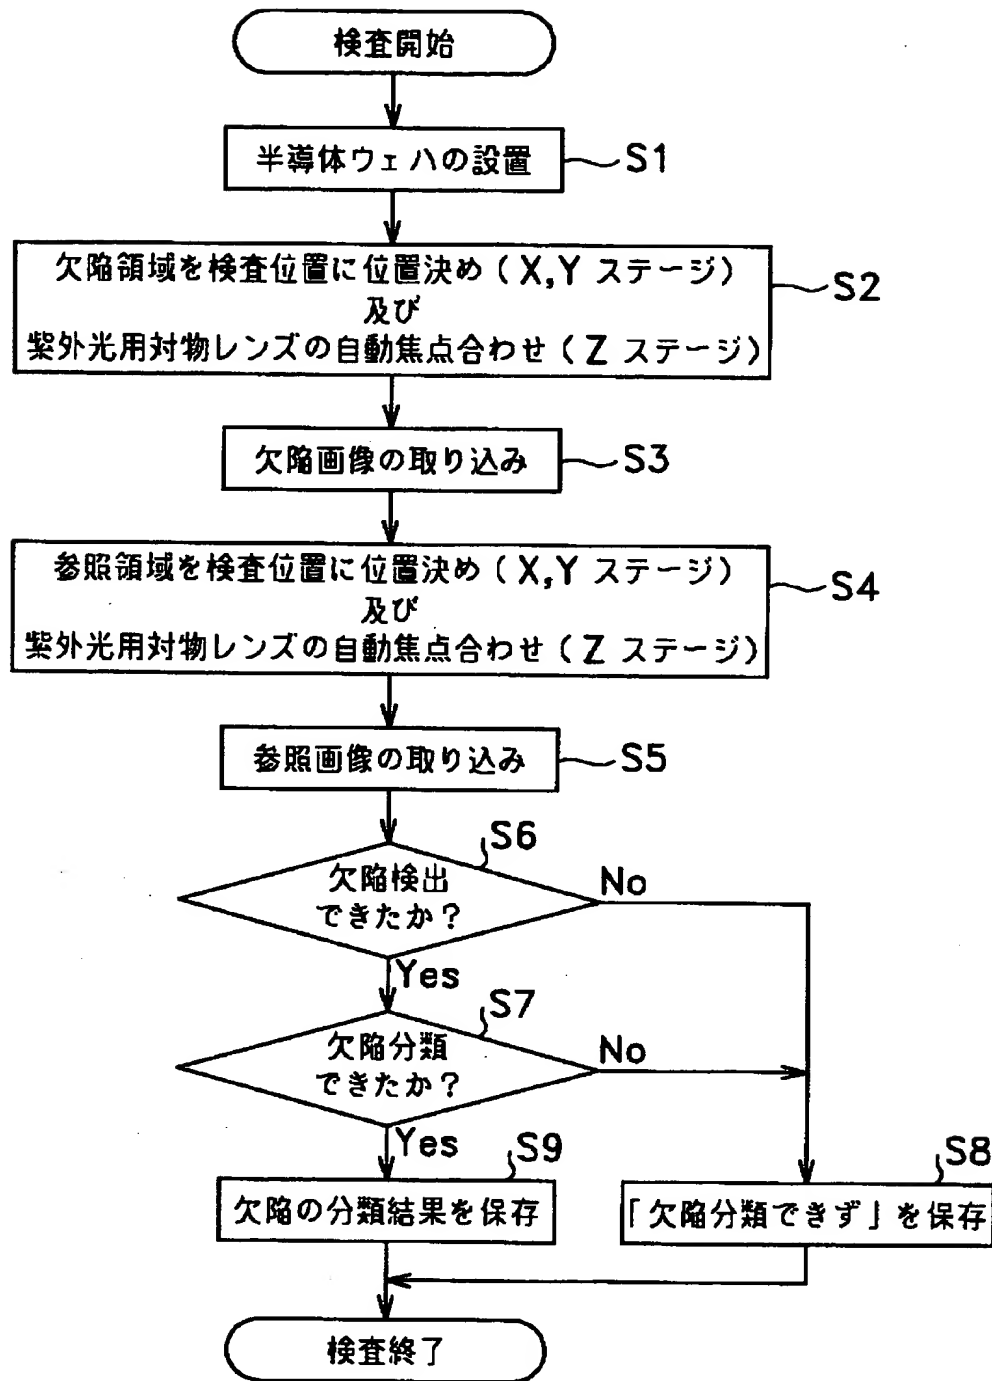 検査開始
半導体ウェハの設置
S1
欠陥領域を検査位置に位置決め(X,Y ステージ)
及び
紫外光用対物レンズの自動焦点合わせ(Z ステージ)
S2
欠陥画像の取り込み
S3
参照領域を検査位置に位置決め(X,Y ステージ)
及び
紫外光用対物レンズの自動焦点合わせ(Z ステージ)
S4
参照画像の取り込み
S5
S6
欠陥検出
できたか?
No
Yes
S7
欠陥分類
できたか?
No
Yes
S9
欠陥の分類結果を保存
S8
「欠陥分類できず」を保存
検査終了